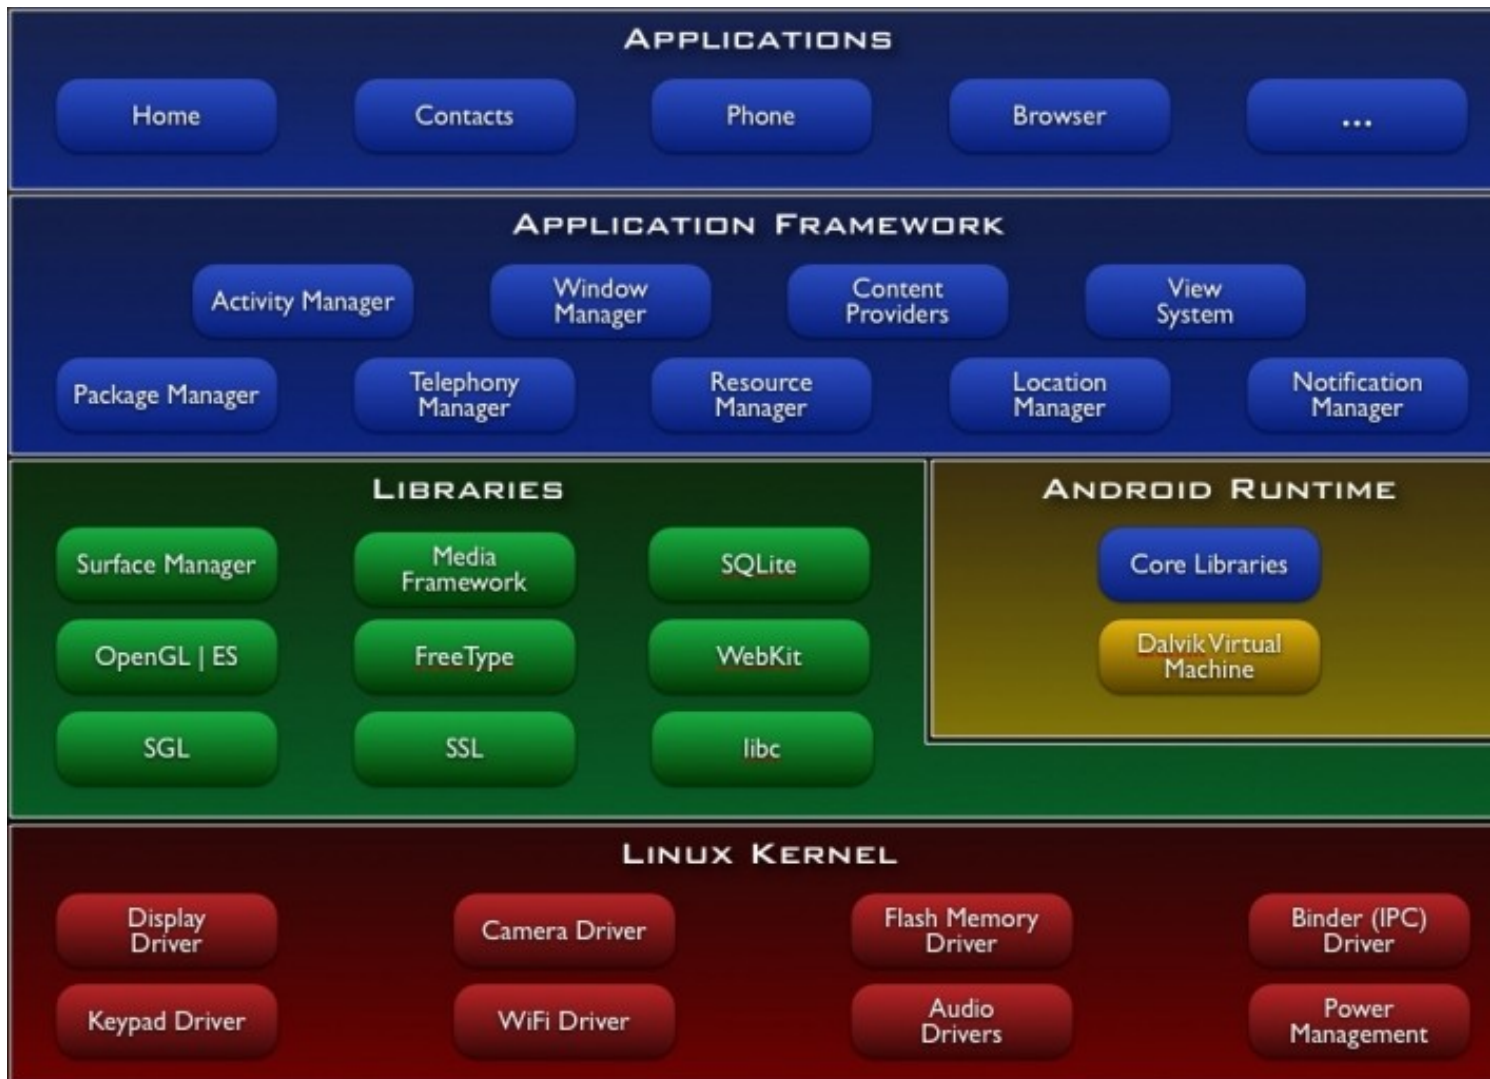 APPLICATIONS
Home
Contacts
Phone
Browser
...
APPLICATION FRAMEWORK
Activity Manager
Window
Manager
Content
Providers
View
System
Package Manager
Telephony
Manager
Resource
Manager
Location
Manager
Notification
Manager
LIBRARIES
Surface Manager
Media
Framework
SQLite
OpenGL | ES
FreeType
WebKit
SGL
SSL
libc
ANDROID RUNTIME
Core Libraries
Dalvik Virtual
Machine
LINUX KERNEL
Display
Driver
Camera Driver
Flash Memory
Driver
Binder (IPC)
Driver
Keypad Driver
WiFi Driver
Audio
Drivers
Power
Management